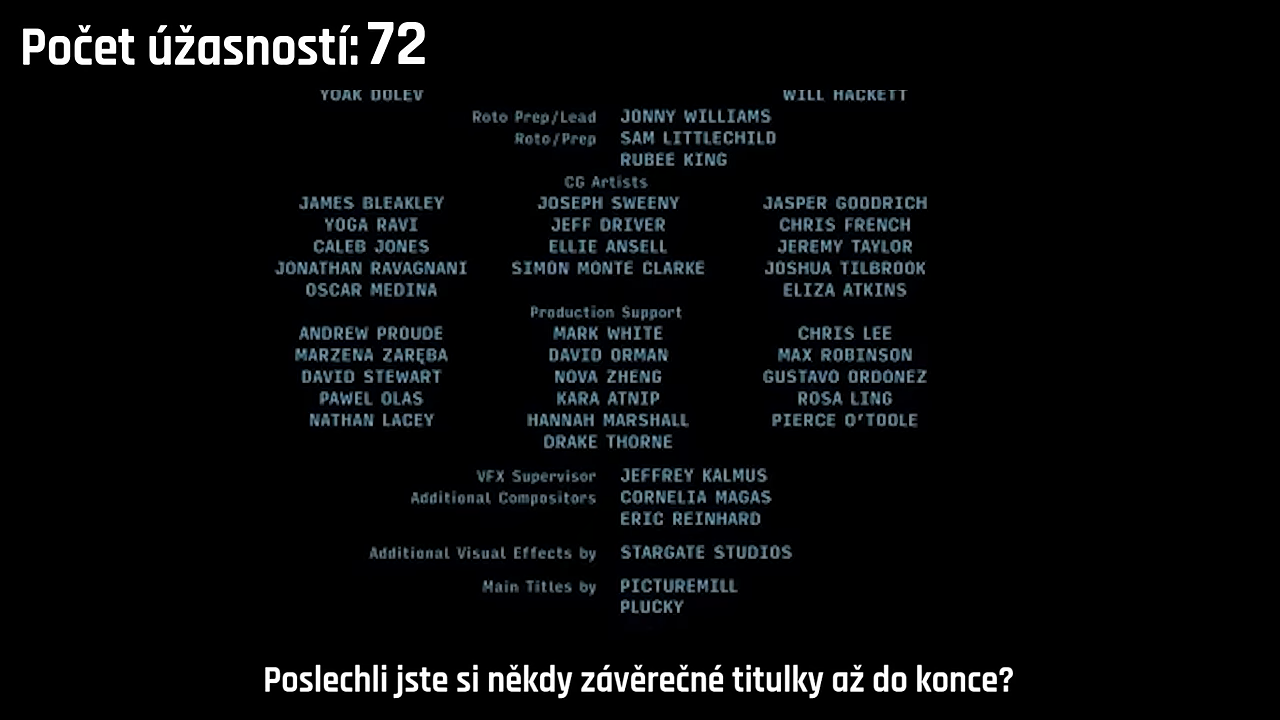 Počet úžasností: 72
YOAK DOLEV WILL HACKETT
Roto Prep/Lead JONNY WILLIAMS
Roto/Prep SAM LITTLECHILD
RUBEE KING
CG Artists
JAMES BLEAKLEY JOSEPH SWEENY JASPER GOODRICH
YOGA RAVI JEFF DRIVER CHRIS FRENCH
CALEB JONES ELLIE ANSELL JEREMY TAYLOR
JONATHAN RAVAGNANI SIMON MONTE CLARKE JOSHUA TILBROOK
OSCAR MEDINA ELIZA ATKINS
Production Support
ANDREW PROUDE MARK WHITE CHRIS LEE
MARZENA ZARĘBA DAVID ORMAN MAX ROBINSON
DAVID STEWART NOVA ZHENG GUSTAVO ORDONEZ
PAWEL OLAS KARA ATNIP ROSA LING
NATHAN LACEY HANNAH MARSHALL PIERCE O'TOOLE
DRAKE THORNE
VFX Supervisor JEFFREY KALMUS
Additional Compositors CORNELIA MAGAS
ERIC REINHARD
Additional Visual Effects by STARGATE STUDIOS
Main Titles by PICTUREMILL
PLUCKY
Poslechli jste si někdy závěrečné titulky až do konce?